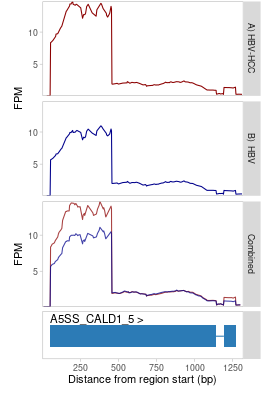 10
5
FPM
A) HBV-HCC
10
5
B) HBV
10
5
FPM
Combined
A5SS_CALD1_5 >
250 500 750 1000 1250
Distance from region start (bp)